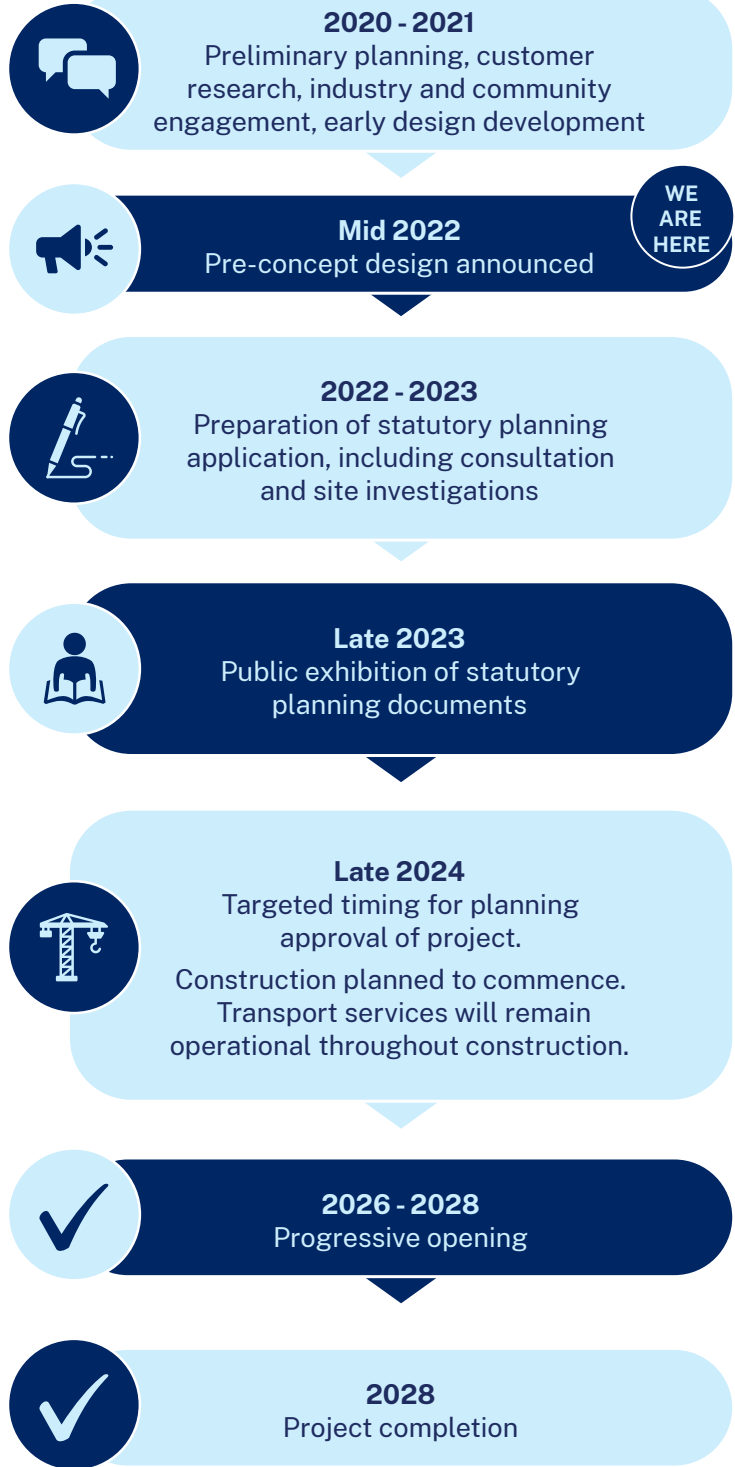 2020 - 2021
Preliminary planning, customer
research, industry and community
engagement, early design development
WE
ARE
HERE
Mid 2022
Pre-concept design announced
2022 - 2023
Preparation of statutory planning
application, including consultation
and site investigations
Late 2023
Public exhibition of statutory
planning documents
Late 2024
Targeted timing for planning
approval of project.
Construction planned to commence.
Transport services will remain
operational throughout construction.
2026 - 2028
Progressive opening
2028
Project completion